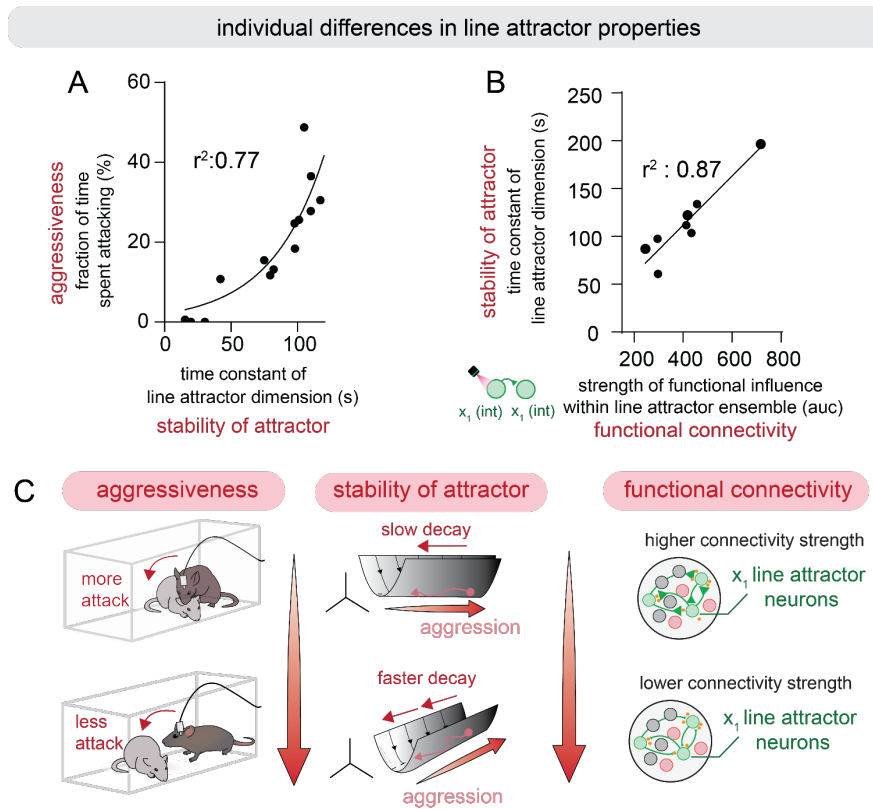 individual differences in line attractor properties
A
aggressiveness
fraction of time
spent attacking (%)
60
40
20
0
r²:0.77
0
50
100
time constant of
line attractor dimension (s)
stability of attractor
B
stability of attractor
time constant of
line attractor dimension (s)
250
200
150
100
50
0
r² : 0.87
200
400
600
800
strength of functional influence
within line attractor ensemble (auc)
functional connectivity
x₁ (int) x₁ (int)
C
aggressiveness
stability of attractor
functional connectivity
more
attack
slow decay
aggression
higher connectivity strength
x₁ line attractor
neurons
less
attack
faster decay
aggression
lower connectivity strength
x₁ line attractor
neurons